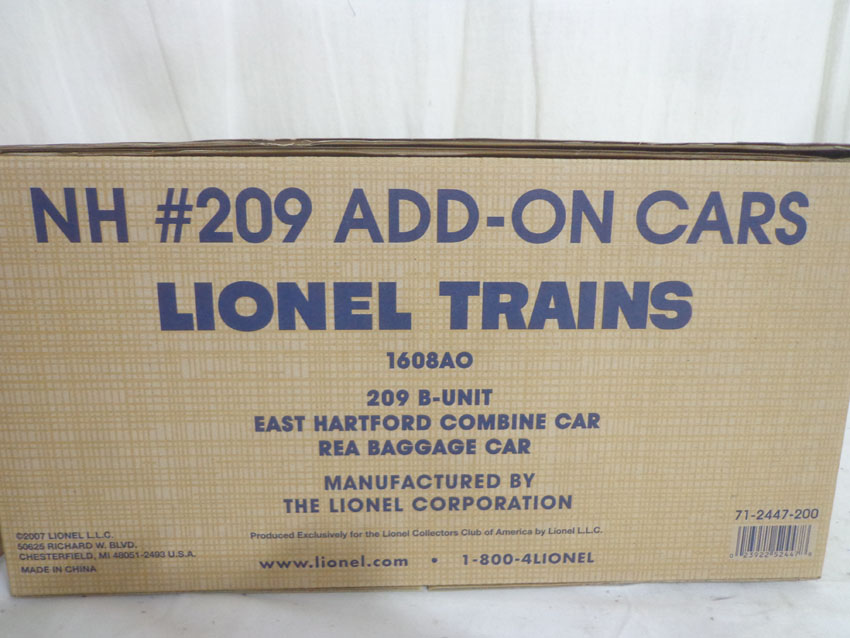 NH #209 ADD-ON CARS
LIONEL TRAINS
1608AO
209 B-UNIT
EAST HARTFORD COMBINE CAR
REA BAGGAGE CAR
MANUFACTURED BY
THE LIONEL CORPORATION
71-2447-200
©2007 LIONEL L.L.C.
50625 RICHARD W. BLVD.
CHESTERFIELD, MI 48051-2493 U.S.A.
MADE IN CHINA
Produced Exclusively for the Lionel Collectors Club of America by Lionel L.L.C.
www.lionel.com • 1-800-4LIONEL